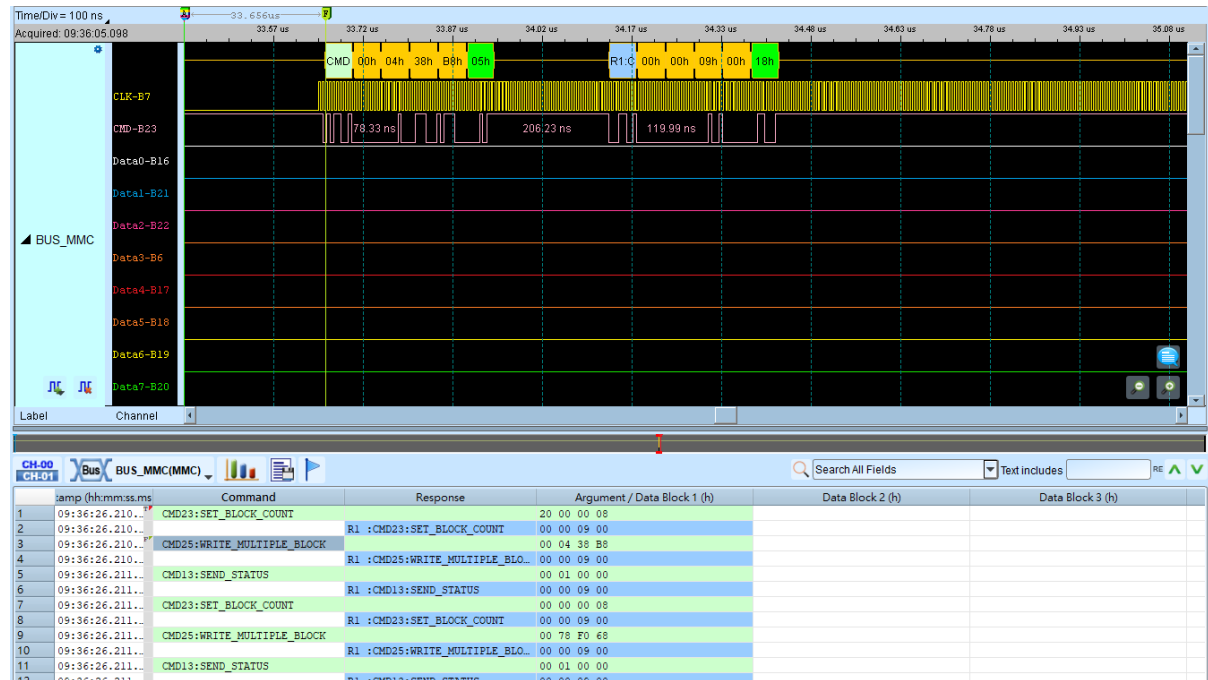 Time/Div= 100 ns
33.656us
Acquired: 09:36:05.098
33.57 us 33.72 us 33.87 us 34.02 us 34.17 us 34.33 us 34.48 us 34.63 us 34.78 us 34.93 us 35.08 us
CMD 00h 04h 38h B8h 05h R1:C 00h 00h 09h 00h 18h
CLK-B7
CMD-B23 78.33 ns 206.23 ns 119.99 ns
Data0-B16
Data1-B21
Data2-B22
BUS_MMC
Data3-B6
Data4-B17
Data5-B18
Data6-B19
Data7-B20
Label Channel
CH-00
CH-01
Bus BUS_MMC(MMC) Search All Fields Text includes RE
:amp (hh:mm:ss.ms Command Response Argument / Data Block 1 (h) Data Block 2 (h) Data Block 3 (h)
1 09:36:26.210... CMD23:SET_BLOCK_COUNT 20 00 00 08
2 09:36:26.210... R1 :CMD23:SET_BLOCK_COUNT 00 00 09 00
3 09:36:26.210... CMD25:WRITE_MULTIPLE_BLOCK 00 04 38 B8
4 09:36:26.210... R1 :CMD25:WRITE_MULTIPLE_BLO... 00 00 09 00
5 09:36:26.211... CMD13:SEND_STATUS 00 01 00 00
6 09:36:26.211... R1 :CMD13:SEND_STATUS 00 00 09 00
7 09:36:26.211... CMD23:SET_BLOCK_COUNT 00 00 00 08
8 09:36:26.211... R1 :CMD23:SET_BLOCK_COUNT 00 00 09 00
9 09:36:26.211... CMD25:WRITE_MULTIPLE_BLOCK 00 78 F0 68
10 09:36:26.211... R1 :CMD25:WRITE_MULTIPLE_BLO... 00 00 09 00
11 09:36:26.211... CMD13:SEND_STATUS 00 01 00 00